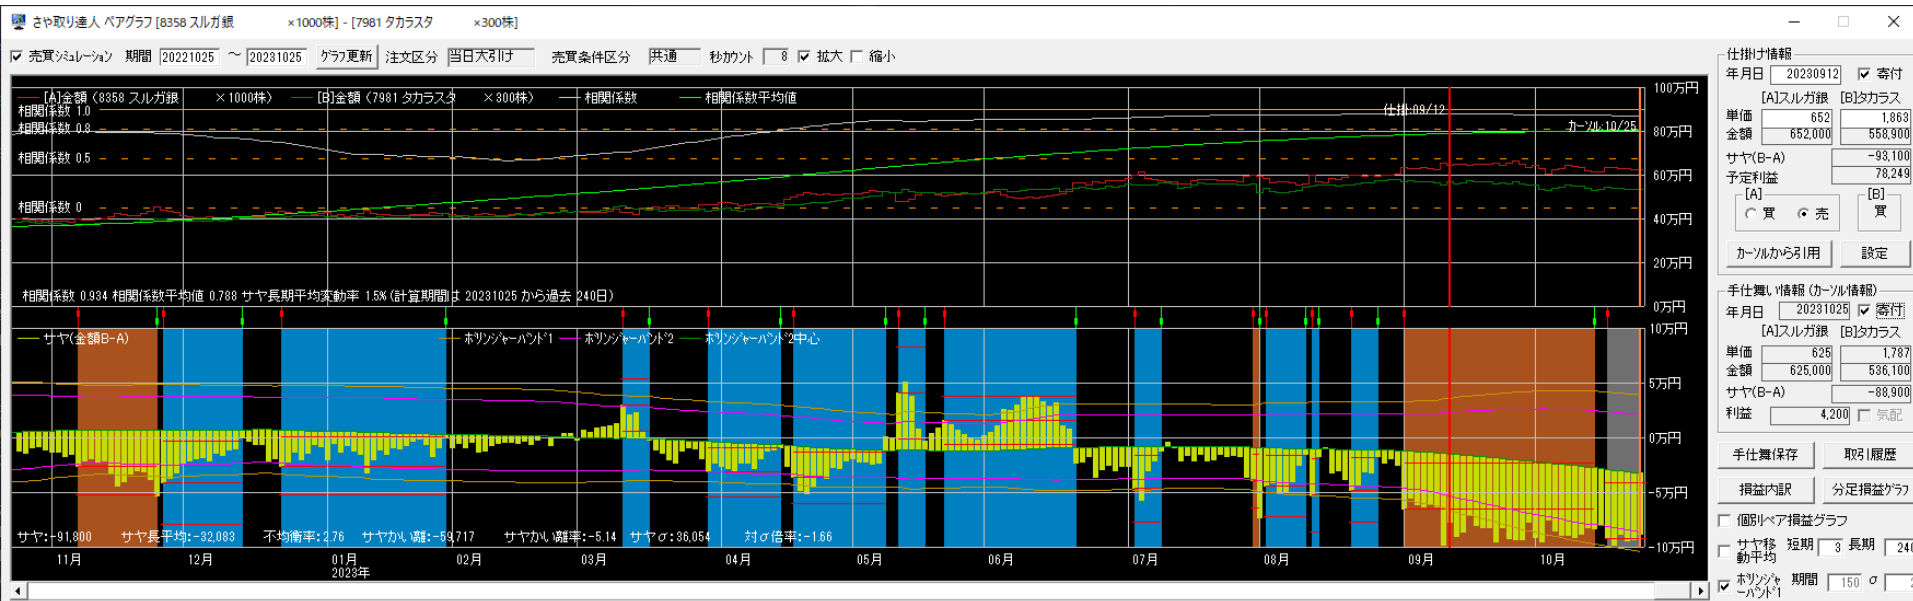 さや取り達人 ペアグラフ [8358 スルガ銀 ×1000株] - [7981 タカラスタ ×300株]
売買シミュレーション 期間 20221025 ～ 20231025 グラフ更新 注文区分 当日大引け 売買条件区分 共通 秒カウント 8 拡大 縮小
[A]金額 (8358 スルガ銀 ×1000株) [B]金額 (7981 タカラスタ ×300株) 相関係数 相関係数平均値
相関係数 1.0
相関係数 0.8
相関係数 0.5
相関係数 0
仕掛:09/12
カーソル:10/25
100万円
80万円
60万円
40万円
20万円
0万円
相関係数 0.934 相関係数平均値 0.788 サヤ長期平均変動率 1.5% (計算期間は 20231025 から過去 240日)
サヤ(金額B-A) ボリンジャーバンド1 ボリンジャーバンド2 ボリンジャーバンド2中心
10万円
5万円
0万円
-5万円
-10万円
サヤ:-91,800 サヤ長平均:-32,083 不均衡率:2.76 サヤかい離:-59,717 サヤかい離率:-5.14 サヤσ:36,054 対σ倍率:-1.66
11月 12月 01月 02月 03月 04月 05月 06月 07月 08月 09月 10月
2023年
仕掛け情報
年月日 20230912 寄付
[A]スルガ銀 [B]タカラス
単価 652 1,863
金額 652,000 558,900
サヤ(B-A) -93,100
予定利益 78,249
[A] [B]
買 売 買
カーソルから引用 設定
手仕舞い情報 (カーソル情報)
年月日 20231025 寄付
[A]スルガ銀 [B]タカラス
単価 625 1,787
金額 625,000 536,100
サヤ(B-A) -88,900
利益 4,200 気配
手仕舞保存 取引履歴
損益内訳 分足損益グラフ
個別ペア損益グラフ
サヤ移動平均 短期 3 長期 240
ボリンジャーバンド1 期間 150 σ 2